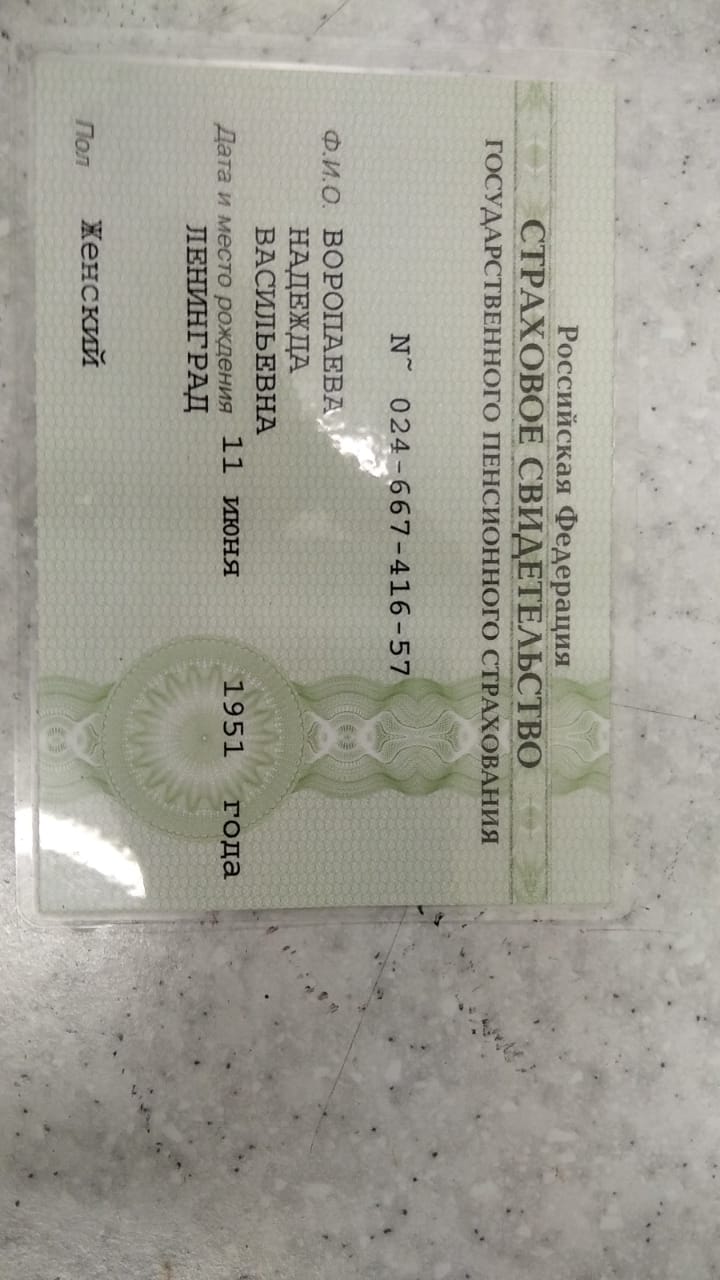 Российская Федерация
СТРАХОВОЕ СВИДЕТЕЛЬСТВО
ГОСУДАРСТВЕННОГО ПЕНСИОННОГО СТРАХОВАНИЯ
N~ 024-667-416-57
Ф.И.О. ВОРОПАЕВА
НАДЕЖДА
ВАСИЛЬЕВНА
Дата и место рождения 11 июня 1951 года
ЛЕНИНГРАД
Пол Женский